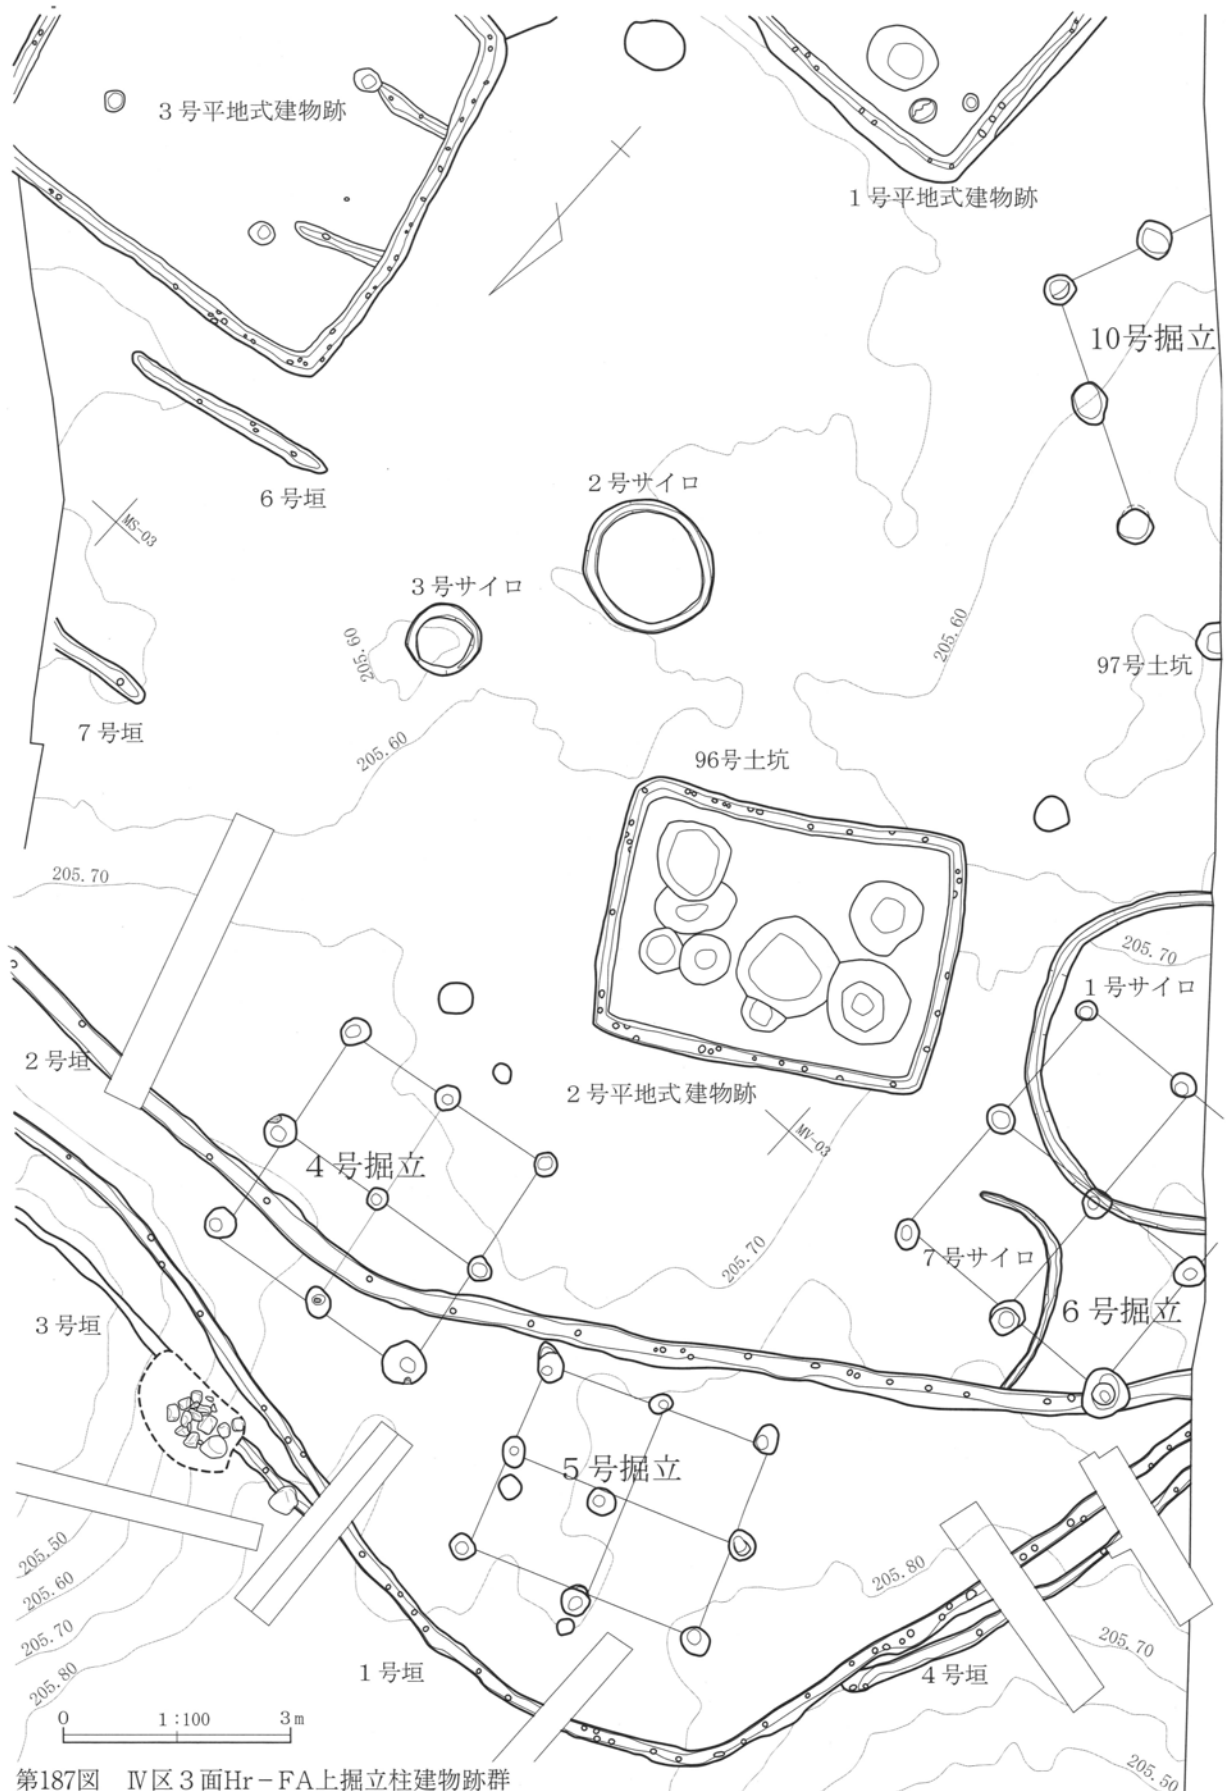 3号平地式建物跡
1号平地式建物跡
10号掘立
6号垣
2号サイロ
MS-03
3号サイロ
205.60
205.60
97号土坑
7号垣
205.60
96号土坑
205.70
205.70
1号サイロ
2号垣
2号平地式建物跡
MV-03
4号掘立
205.70
7号サイロ
6号掘立
3号垣
5号掘立
205.50
205.60
205.70
205.80
205.80
205.70
1号垣
4号垣
0 1:100 3m
205.50
第187図 Ⅳ区3面Hr-FA上掘立柱建物跡群